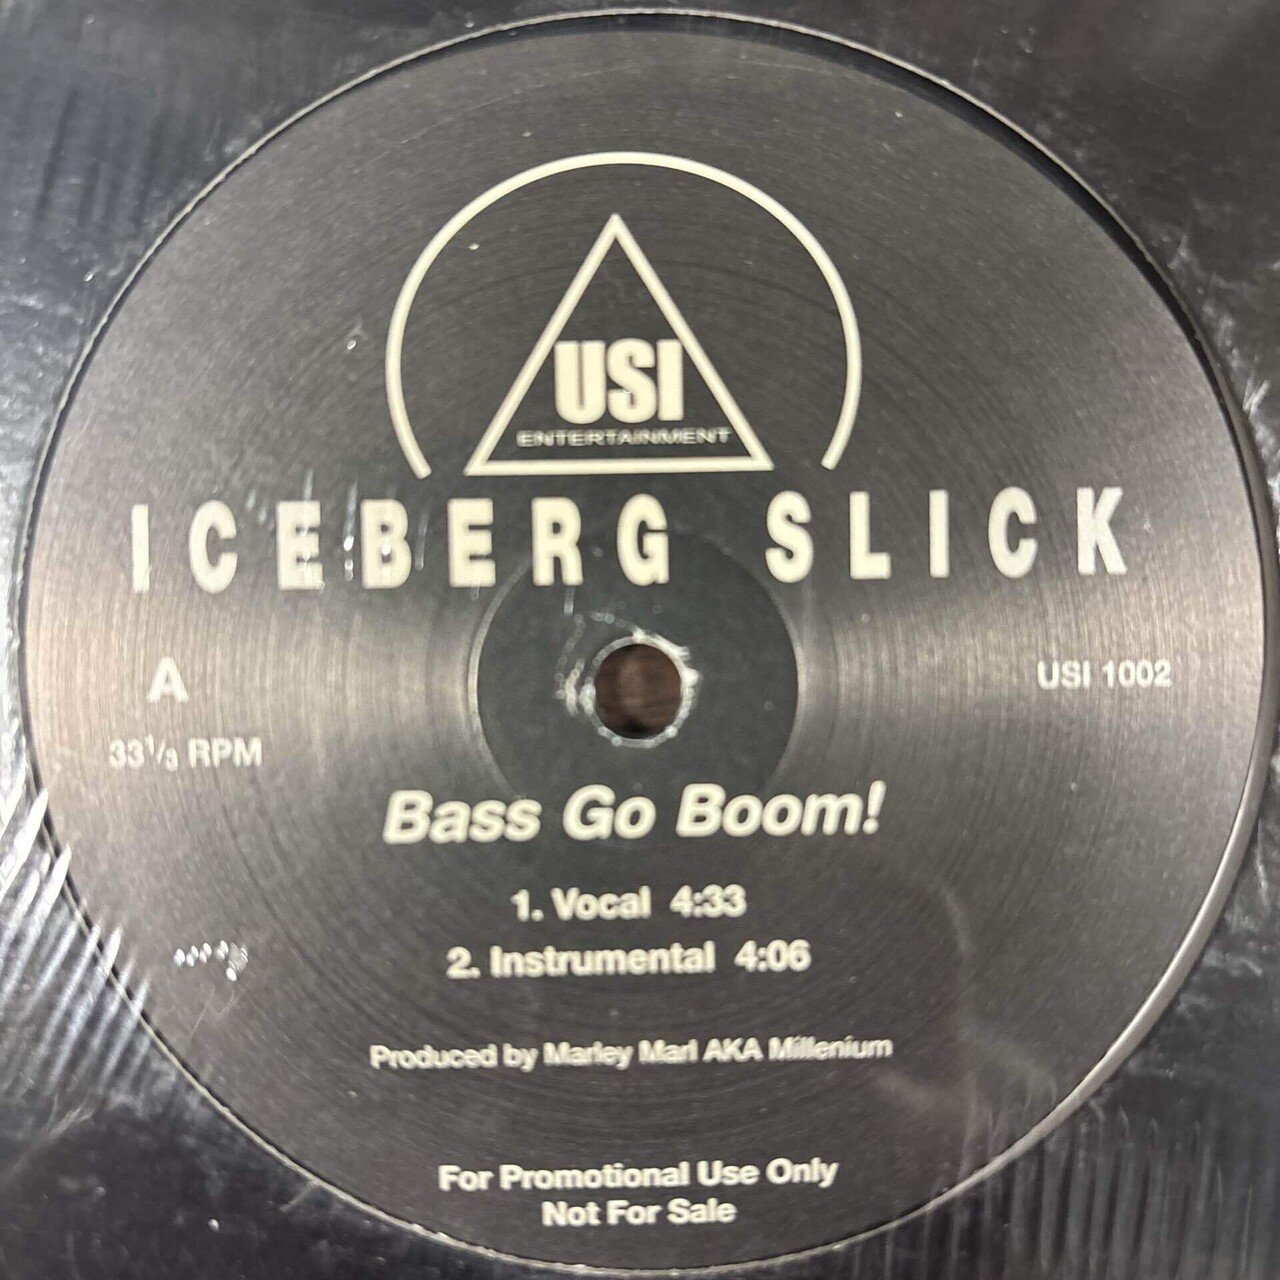 USI
ENTERTAINMENT
ICEBERG SLICK
A
USI 1002
33⅓ RPM
Bass Go Boom!
1. Vocal 4:33
2. Instrumental 4:06
Produced by Marley Marl AKA Millenium
For Promotional Use Only
Not For Sale